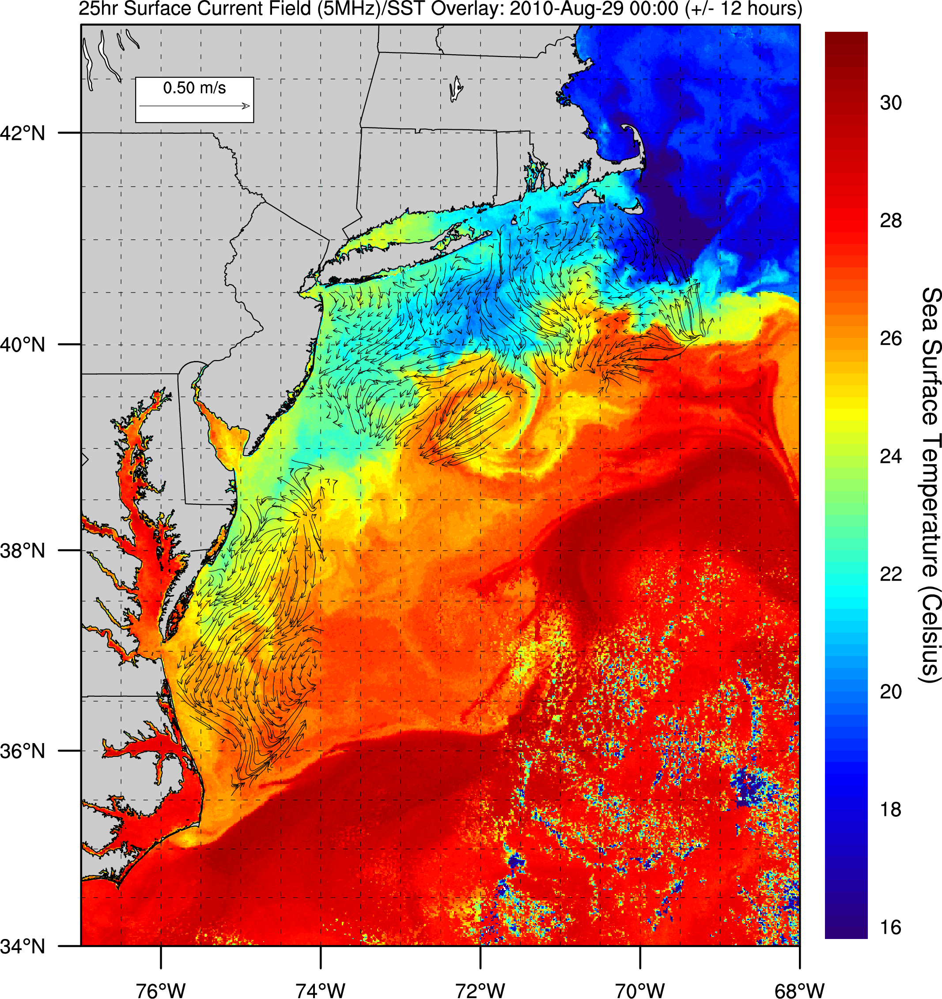 25hr Surface Current Field (5MHz)/SST Overlay: 2010-Aug-29 00:00 (+/- 12 hours)
0.50 m/s
42°N
40°N
38°N
36°N
34°N
76°W
74°W
72°W
70°W
68°W
30
28
26
24
22
20
18
16
Sea Surface Temperature (Celsius)